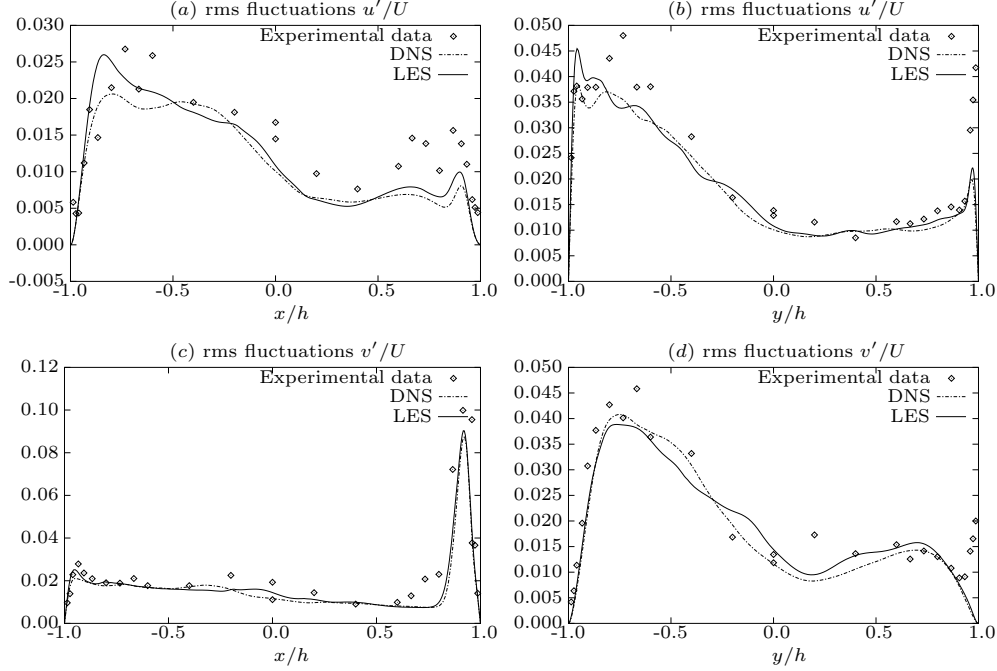 (a) rms fluctuations u′/U
Experimental data
DNS
LES
0.030
0.025
0.020
0.015
0.010
0.005
0.000
-0.005
-1.0 -0.5 0.0 0.5 1.0
x/h
(b) rms fluctuations u′/U
Experimental data
DNS
LES
0.050
0.045
0.040
0.035
0.030
0.025
0.020
0.015
0.010
0.005
0.000
-1.0 -0.5 0.0 0.5 1.0
y/h
(c) rms fluctuations v′/U
Experimental data
DNS
LES
0.12
0.10
0.08
0.06
0.04
0.02
0.00
-1.0 -0.5 0.0 0.5 1.0
x/h
(d) rms fluctuations v′/U
Experimental data
DNS
LES
0.050
0.045
0.040
0.035
0.030
0.025
0.020
0.015
0.010
0.005
0.000
-1.0 -0.5 0.0 0.5 1.0
y/h